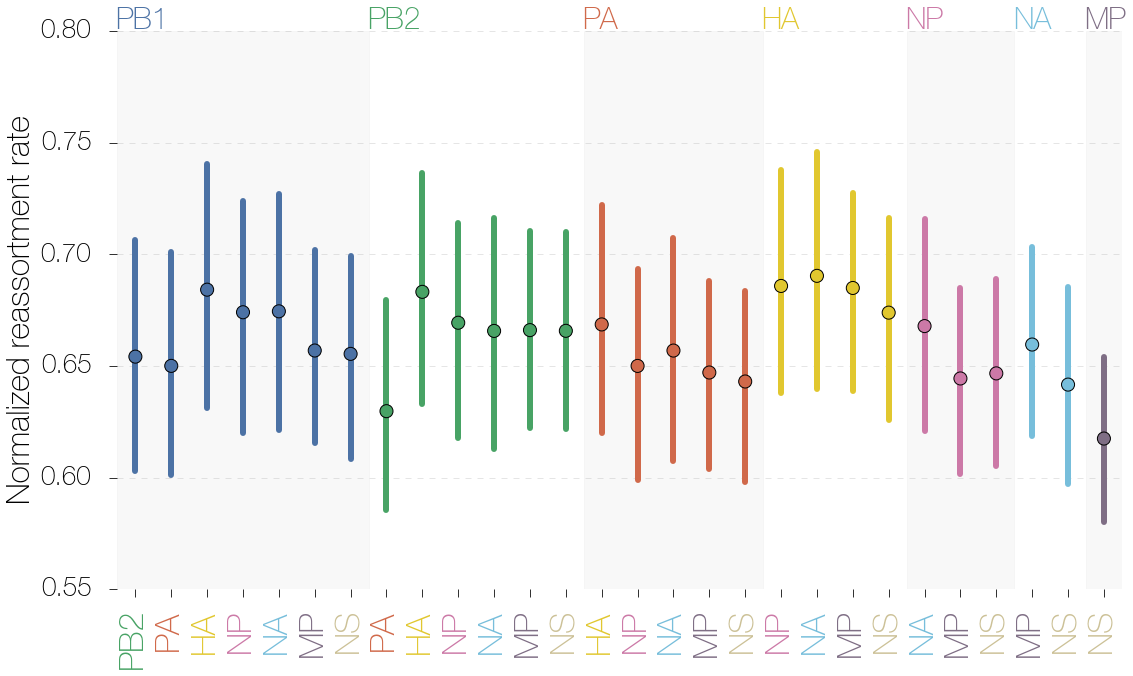 PB1 PB2 PA HA NP NA MP
0.80
0.75
0.70
0.65
0.60
0.55
Normalized reassortment rate
PB2 PA HA NP NA MP NS PA HA NP NA MP NS HA NP NA MP NS NP NA MP NS NA MP NS MP NS NS